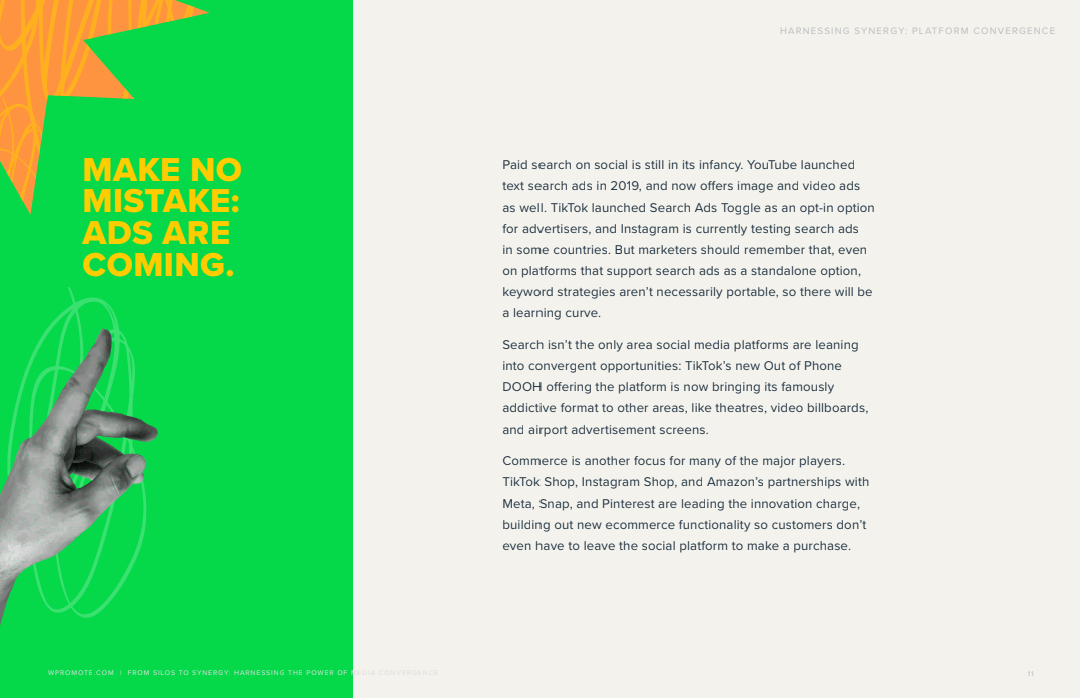 HARNESSING SYNERGY: PLATFORM CONVERGENCE
MAKE NO
MISTAKE:
ADS ARE
COMING.
Paid search on social is still in its infancy. YouTube launched
text search ads in 2019, and now offers image and video ads
as well. TikTok launched Search Ads Toggle as an opt-in option
for advertisers, and Instagram is currently testing search ads
in some countries. But marketers should remember that, even
on platforms that support search ads as a standalone option,
keyword strategies aren’t necessarily portable, so there will be
a learning curve.
Search isn’t the only area social media platforms are leaning
into convergent opportunities: TikTok’s new Out of Phone
DOOH offering the platform is now bringing its famously
addictive format to other areas, like theatres, video billboards,
and airport advertisement screens.
Commerce is another focus for many of the major players.
TikTok Shop, Instagram Shop, and Amazon’s partnerships with
Meta, Snap, and Pinterest are leading the innovation charge,
building out new ecommerce functionality so customers don’t
even have to leave the social platform to make a purchase.
WPROMOTE.COM | FROM SILOS TO SYNERGY: HARNESSING THE POWER OF MEDIA CONVERGENCE
11